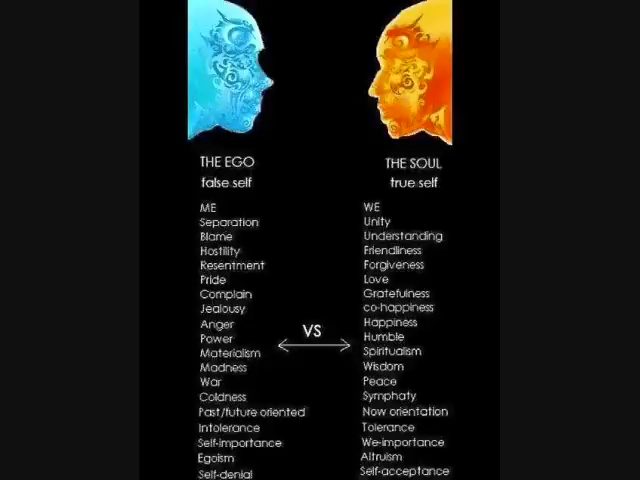 THE EGO
false self
ME
Separation
Blame
Hostility
Resentment
Pride
Complain
Jealousy
Anger
Power
Materialism
Madness
War
Coldness
Past/future oriented
Intolerance
Self-importance
Egoism
Self-denial
VS
THE SOUL
true self
WE
Unity
Understanding
Friendliness
Forgiveness
Love
Gratefulness
co-happiness
Happiness
Humble
Spiritualism
Wisdom
Peace
Symphaty
Now orientation
Tolerance
We-importance
Altruism
Self-acceptance